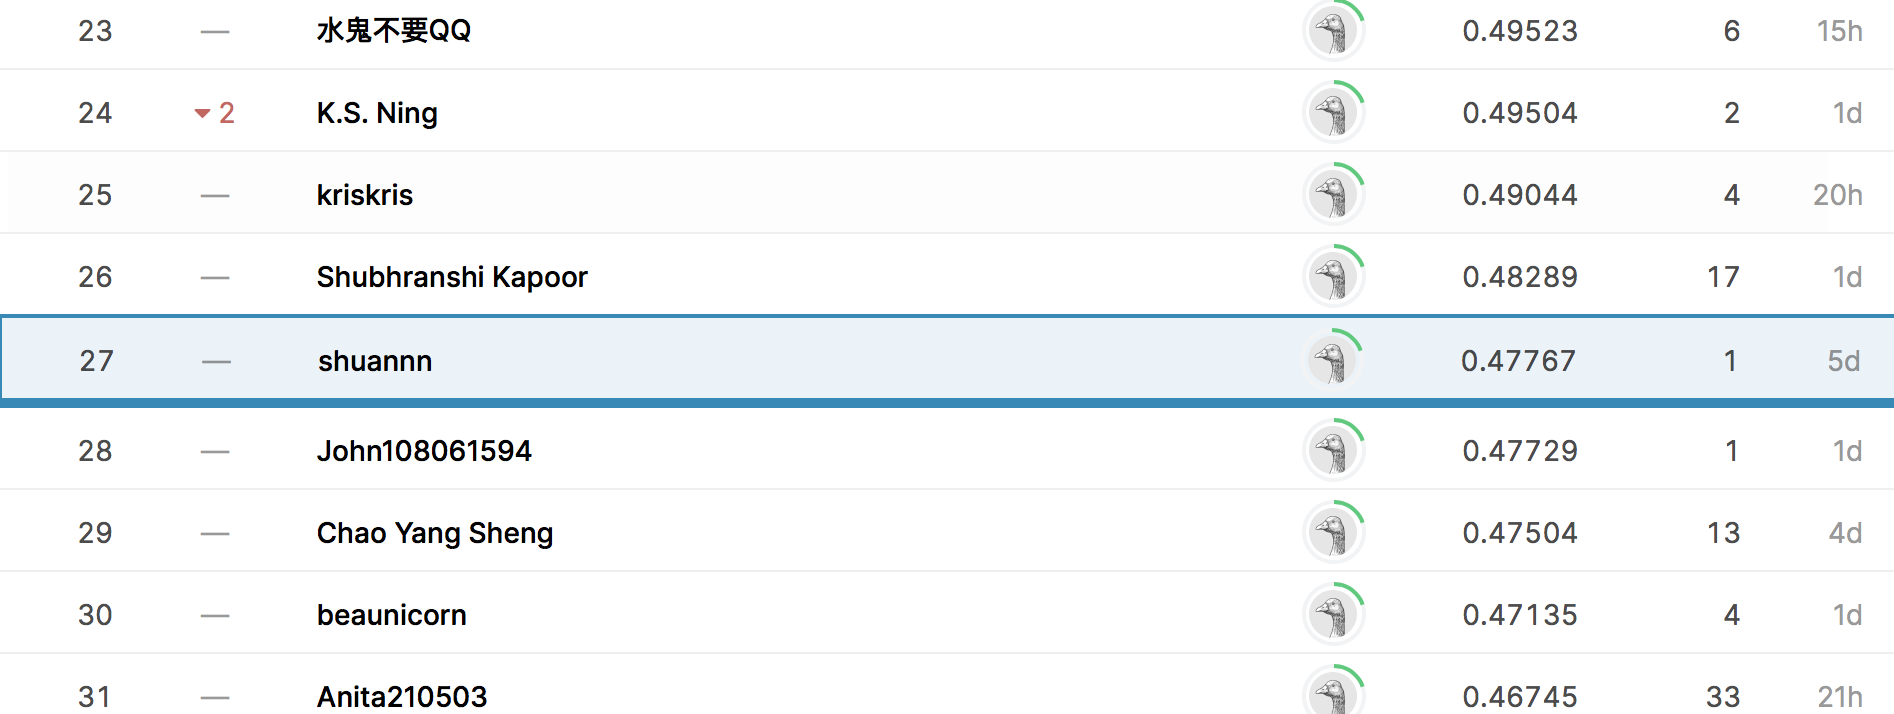 23 — 水鬼不要QQ 0.49523 6 15h
24 ▾ 2 K.S. Ning 0.49504 2 1d
25 — kriskris 0.49044 4 20h
26 — Shubhranshi Kapoor 0.48289 17 1d
27 — shuannn 0.47767 1 5d
28 — John108061594 0.47729 1 1d
29 — Chao Yang Sheng 0.47504 13 4d
30 — beaunicorn 0.47135 4 1d
31 — Anita210503 0.46745 33 21h